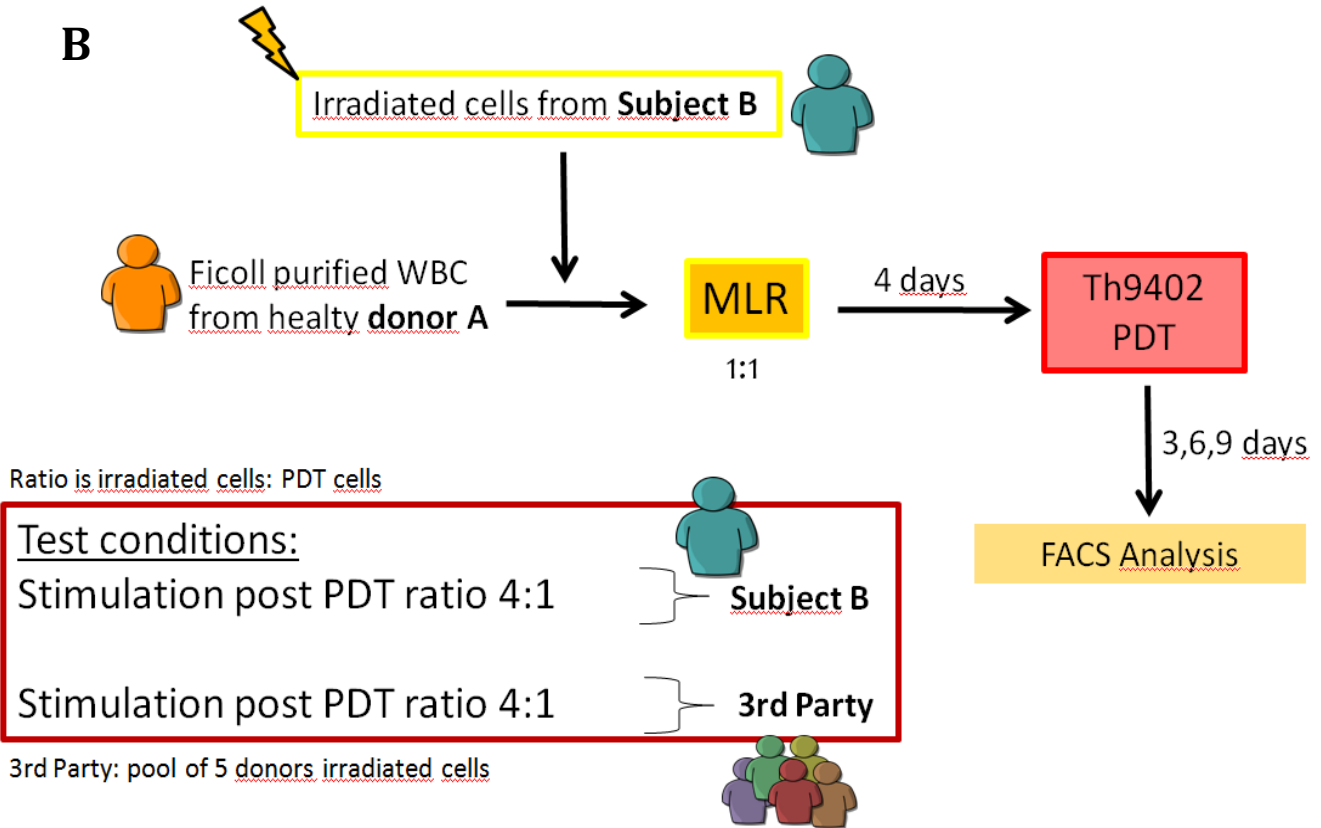 B
Irradiated cells from Subject B
Ficoll purified WBC
from healty donor A
MLR
1:1
4 days
Th9402
PDT
3,6,9 days
FACS Analysis
Ratio is irradiated cells: PDT cells
Test conditions:
Stimulation post PDT ratio 4:1
Subject B
Stimulation post PDT ratio 4:1
3rd Party
3rd Party: pool of 5 donors irradiated cells